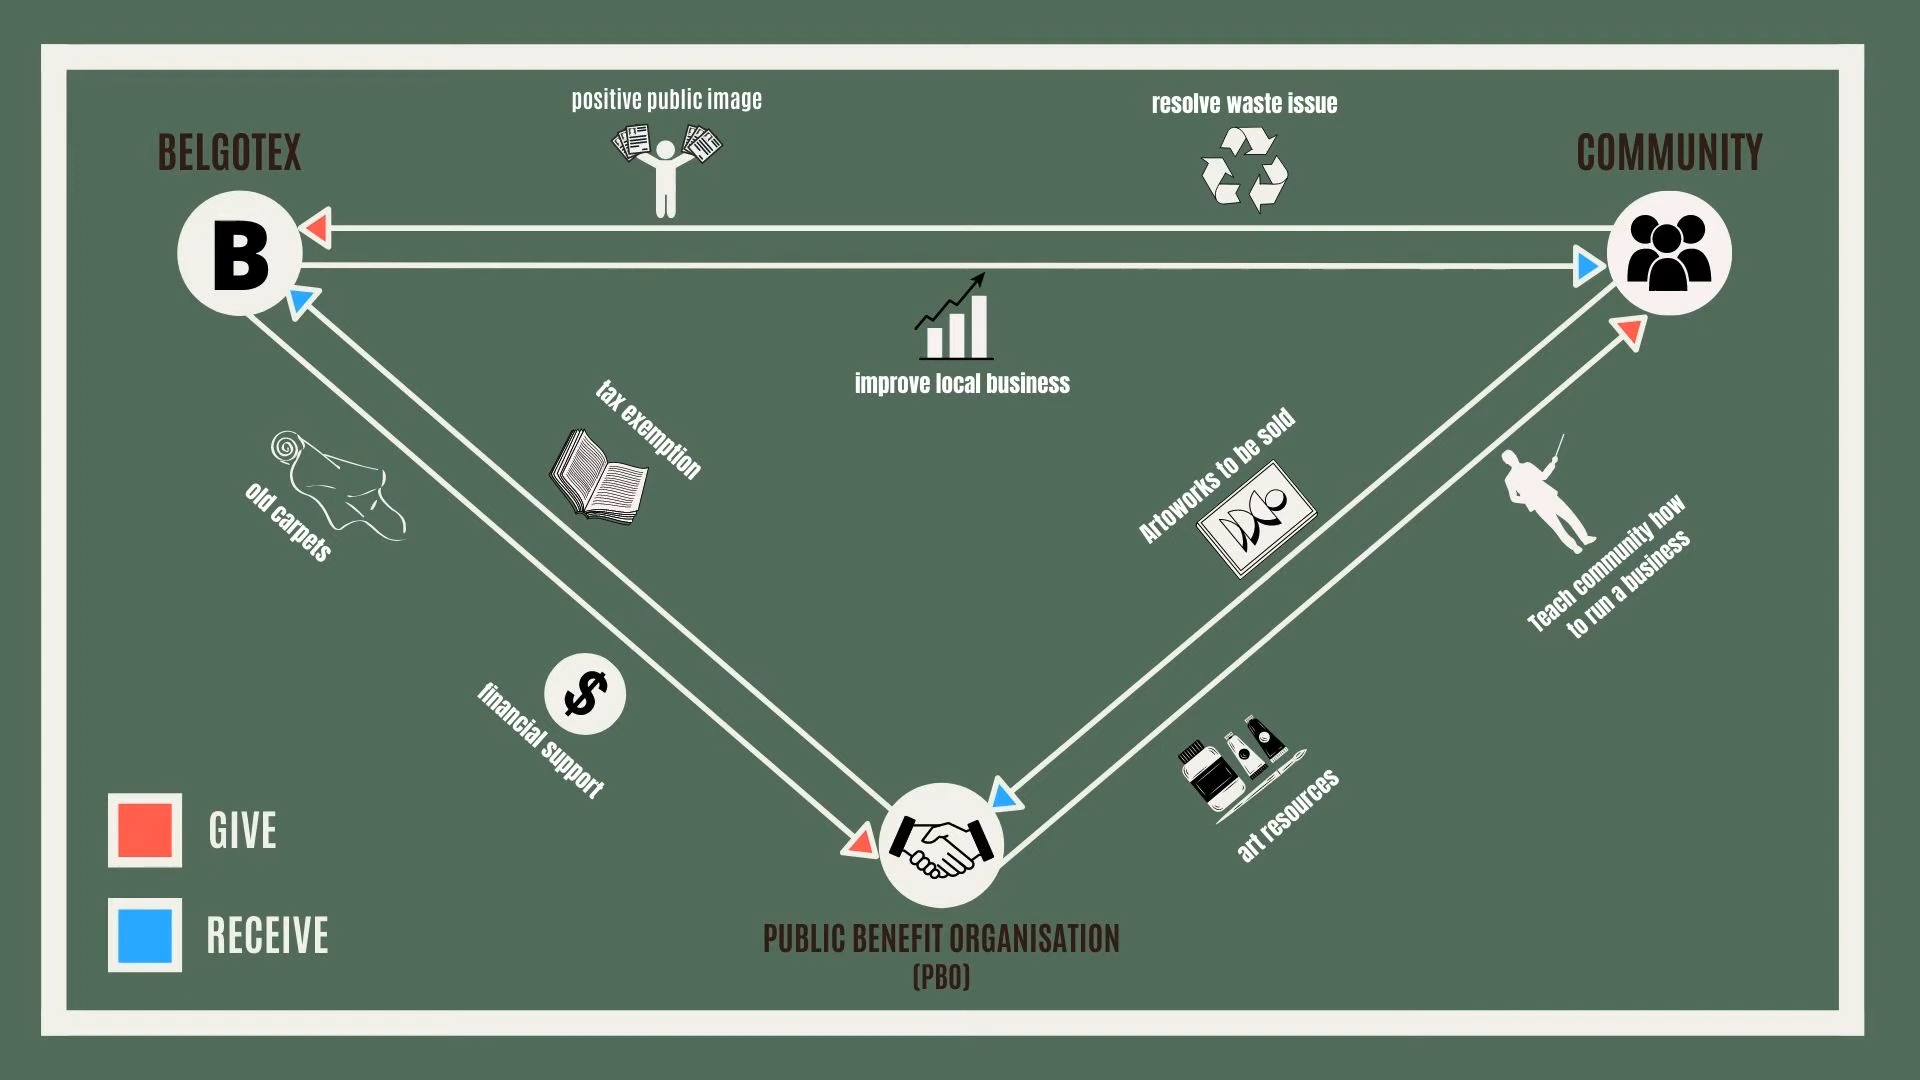 positive public image
resolve waste issue
BELGOTEX
COMMUNITY
B
improve local business
tax exemption
old carpets
Artoworks to be sold
Teach community how
to run a business
financial support
$
art resources
GIVE
RECEIVE
PUBLIC BENEFIT ORGANISATION
(PBO)